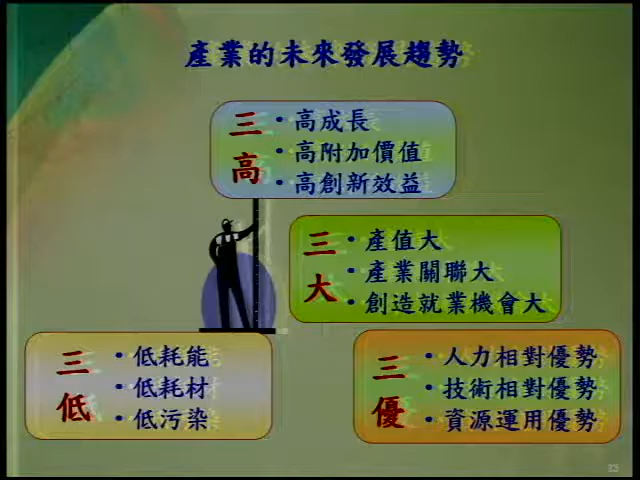 產業的未來發展趨勢
三高
•高成長
•高附加價值
•高創新效益
三大
•產值大
•產業關聯大
•創造就業機會大
三低
•低耗能
•低耗材
•低污染
三優
•人力相對優勢
•技術相對優勢
•資源運用優勢